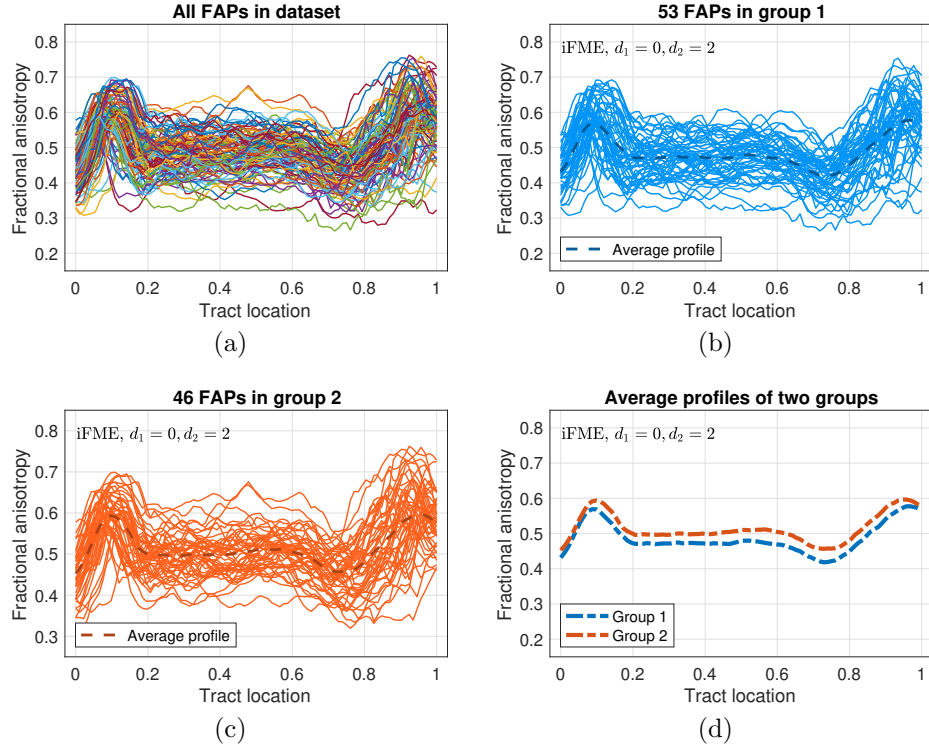 All FAPs in dataset
Fractional anisotropy
0.8
0.7
0.6
0.5
0.4
0.3
0.2
0 0.2 0.4 0.6 0.8 1
Tract location
(a)
53 FAPs in group 1
iFME, d₁ = 0, d₂ = 2
Fractional anisotropy
0.8
0.7
0.6
0.5
0.4
0.3
0.2
Average profile
0 0.2 0.4 0.6 0.8 1
Tract location
(b)
46 FAPs in group 2
iFME, d₁ = 0, d₂ = 2
Fractional anisotropy
0.8
0.7
0.6
0.5
0.4
0.3
Average profile
0 0.2 0.4 0.6 0.8 1
Tract location
(c)
Average profiles of two groups
iFME, d₁ = 0, d₂ = 2
Fractional anisotropy
0.8
0.7
0.6
0.5
0.4
0.3
0.2
Group 1
Group 2
0 0.2 0.4 0.6 0.8 1
Tract location
(d)